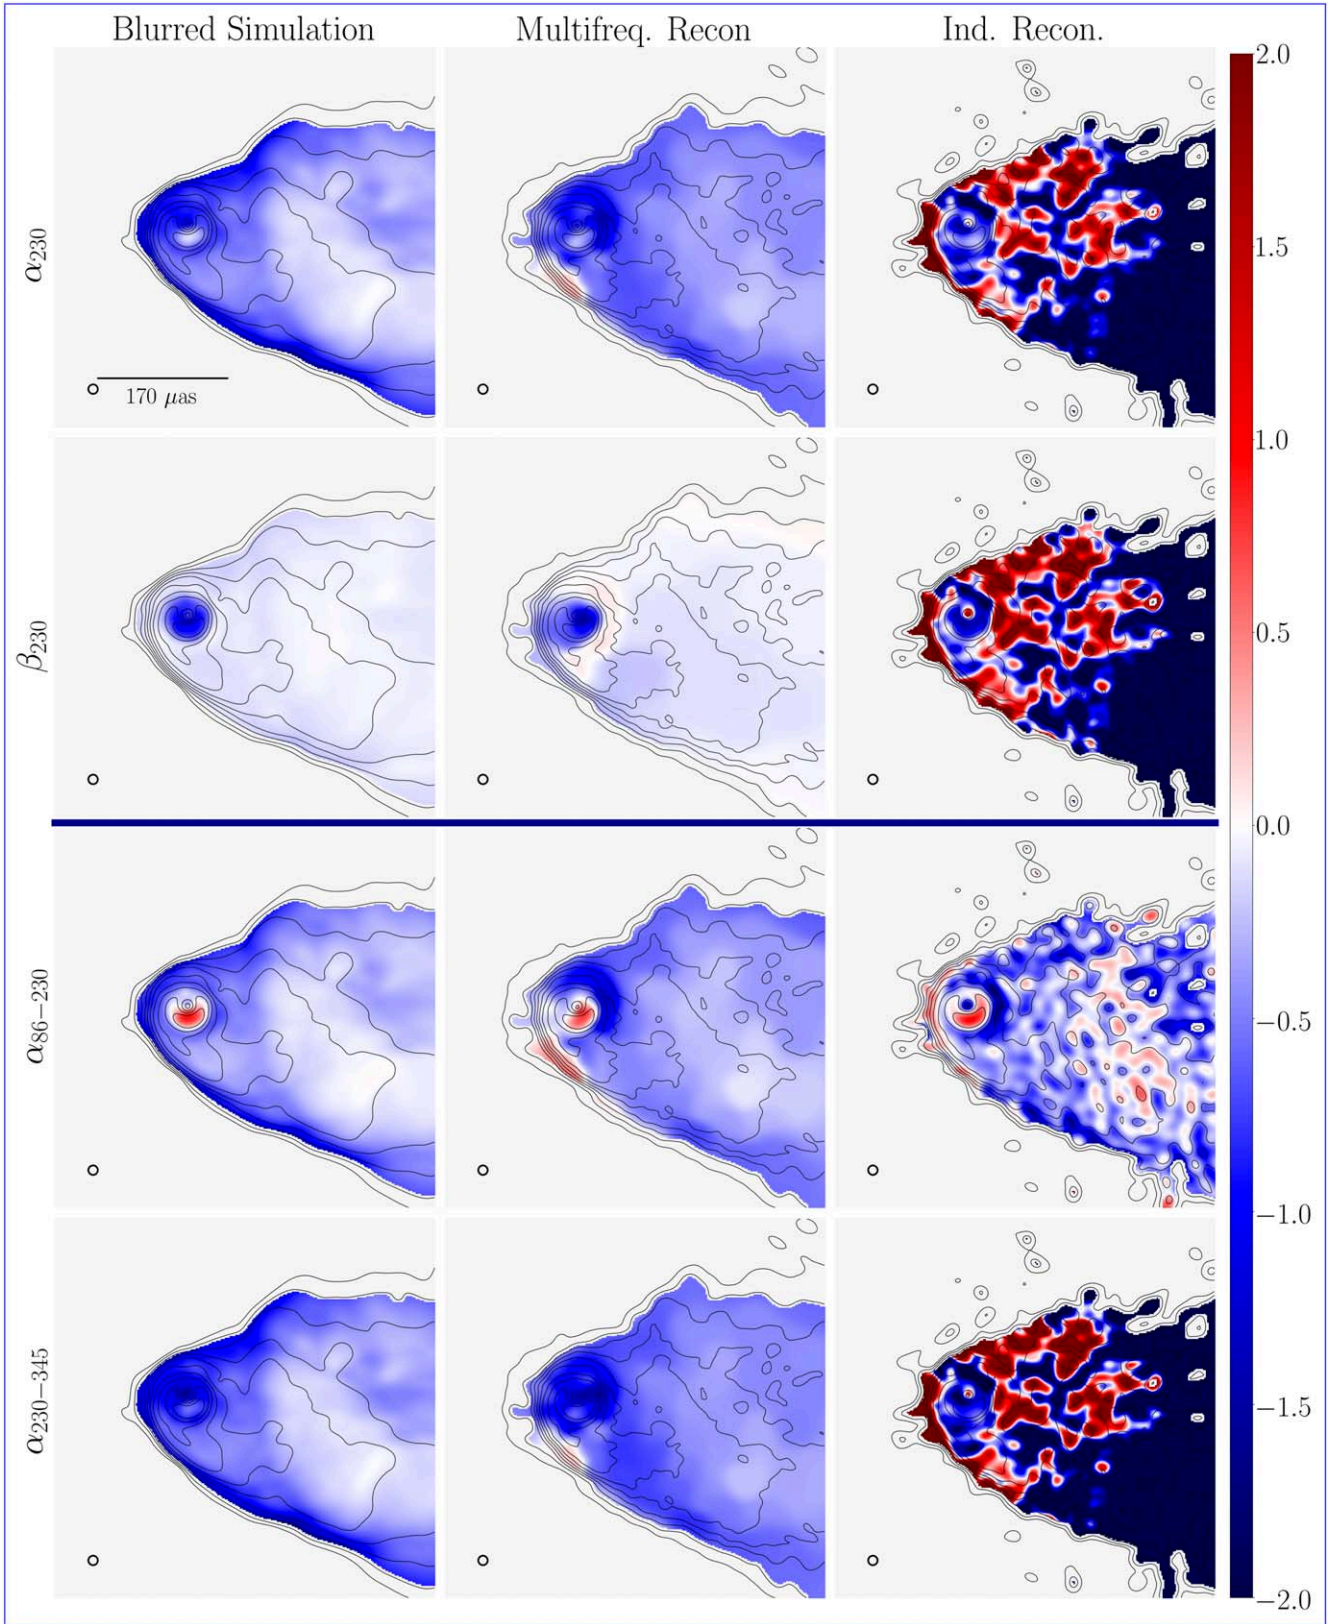 Blurred Simulation Multifreq. Recon Ind. Recon.
α230
170 μas
β230
α86−230
α230−345
2.0
1.5
1.0
0.5
0.0
−0.5
−1.0
−1.5
−2.0